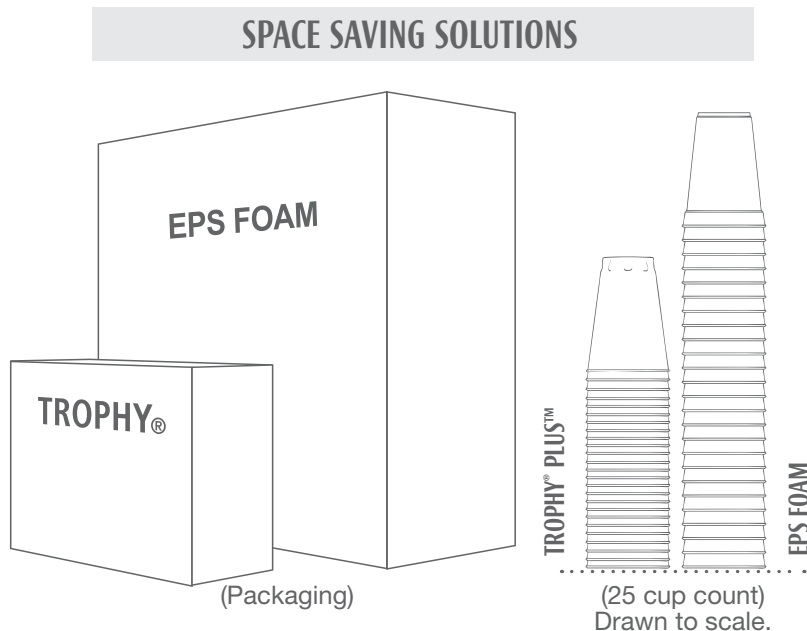 SPACE SAVING SOLUTIONS
EPS FOAM
TROPHY®
(Packaging)
TROPHY® PLUS™
EPS FOAM
(25 cup count)
Drawn to scale.